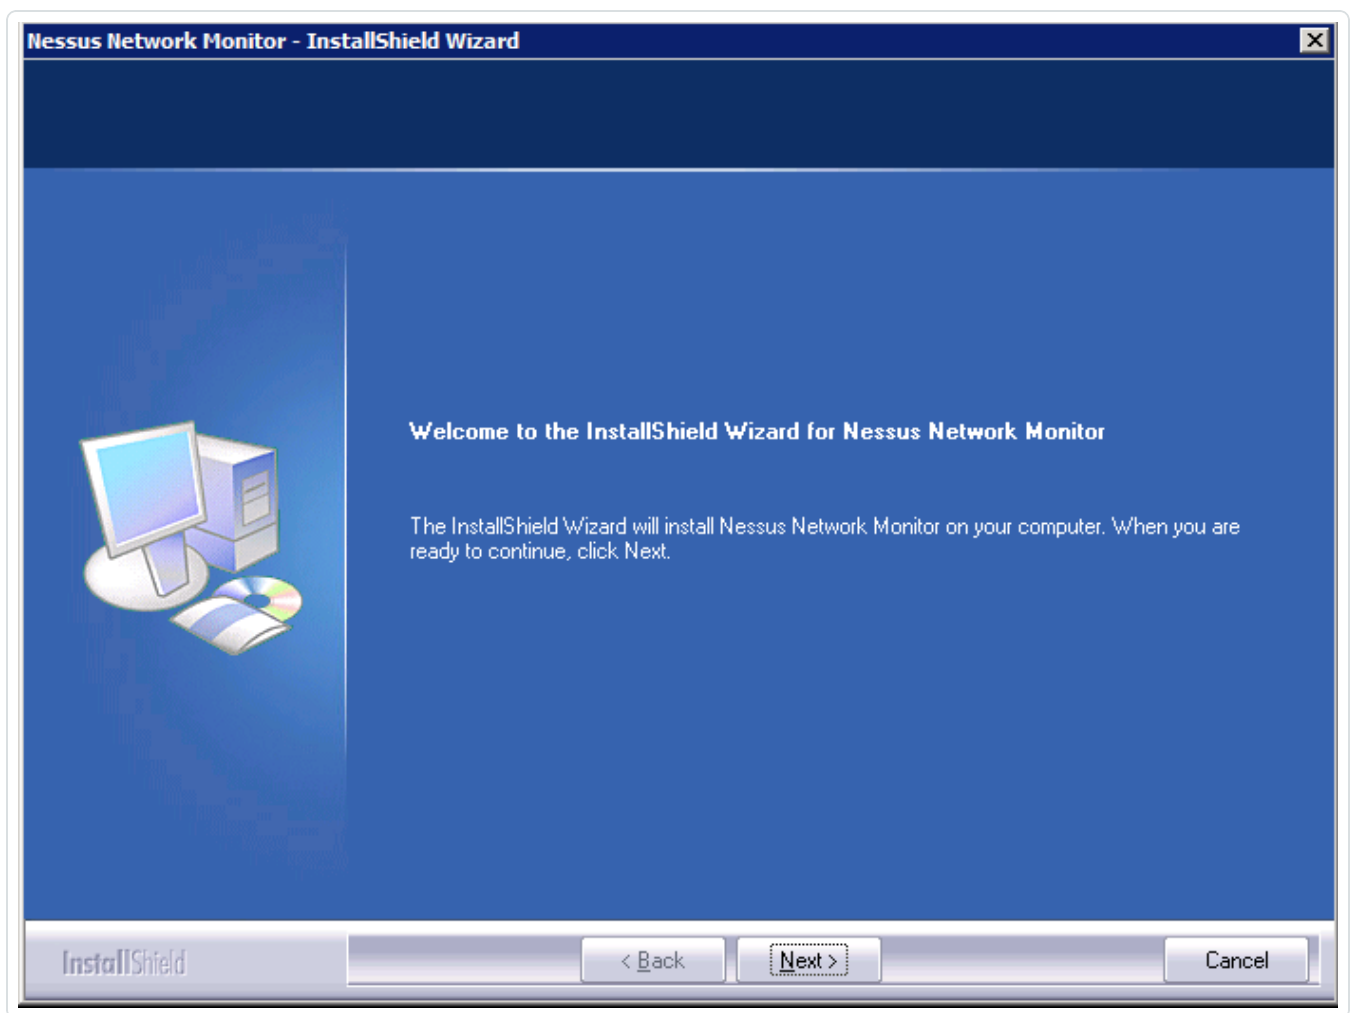 Nessus Network Monitor - InstallShield Wizard
Welcome to the InstallShield Wizard for Nessus Network Monitor
The InstallShield Wizard will install Nessus Network Monitor on your computer. When you are
ready to continue, click Next.
InstallShield
< Back
Next >
Cancel